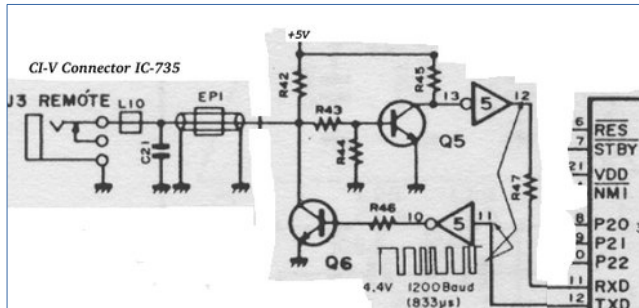 +5V
CI-V Connector IC-735
J3 REMOTE
L10
EP1
C21
R42
R43
R44
R45
Q5
13
5
12
R47
Q6
R46
10
5
11
4.4V 1200Baud
(833µs)
6 RES
7 STBY
21 VDD
NMI
8 P20
9 P21
0 P22
11 RXD
12 TXD